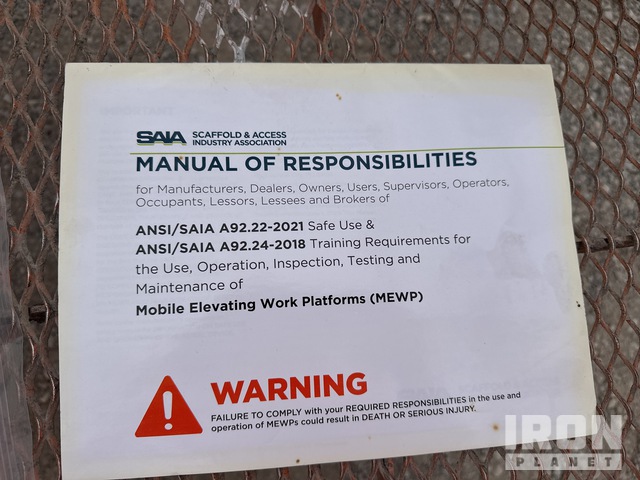 SAIA SCAFFOLD & ACCESS
INDUSTRY ASSOCIATION
MANUAL OF RESPONSIBILITIES
for Manufacturers, Dealers, Owners, Users, Supervisors, Operators,
Occupants, Lessors, Lessees and Brokers of
ANSI/SAIA A92.22-2021 Safe Use &
ANSI/SAIA A92.24-2018 Training Requirements for
the Use, Operation, Inspection, Testing and
Maintenance of
Mobile Elevating Work Platforms (MEWP)
WARNING
FAILURE TO COMPLY with your REQUIRED RESPONSIBILITIES in the use and
operation of MEWPs could result in DEATH OR SERIOUS INJURY.
IRON
PLANET